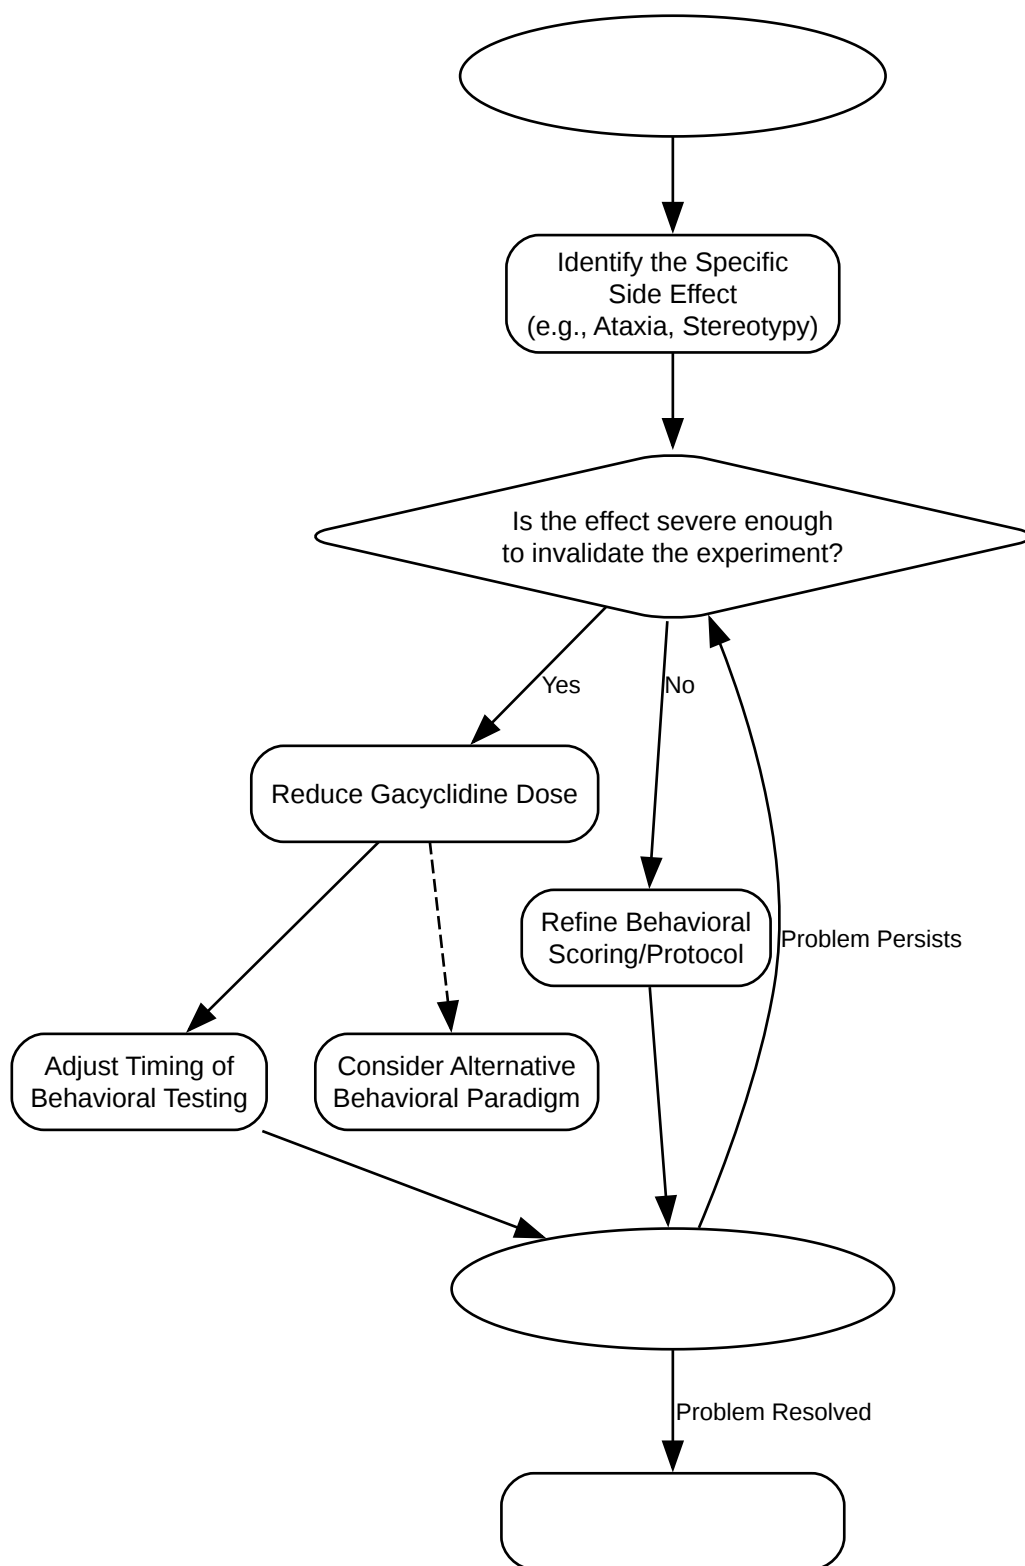 Identify the Specific
Side Effect
(e.g., Ataxia, Stereotypy)
Is the effect severe enough
to invalidate the experiment?
Yes
No
Reduce Gacyclidine Dose
Refine Behavioral
Scoring/Protocol
Problem Persists
Adjust Timing of
Behavioral Testing
Consider Alternative
Behavioral Paradigm
Problem Resolved